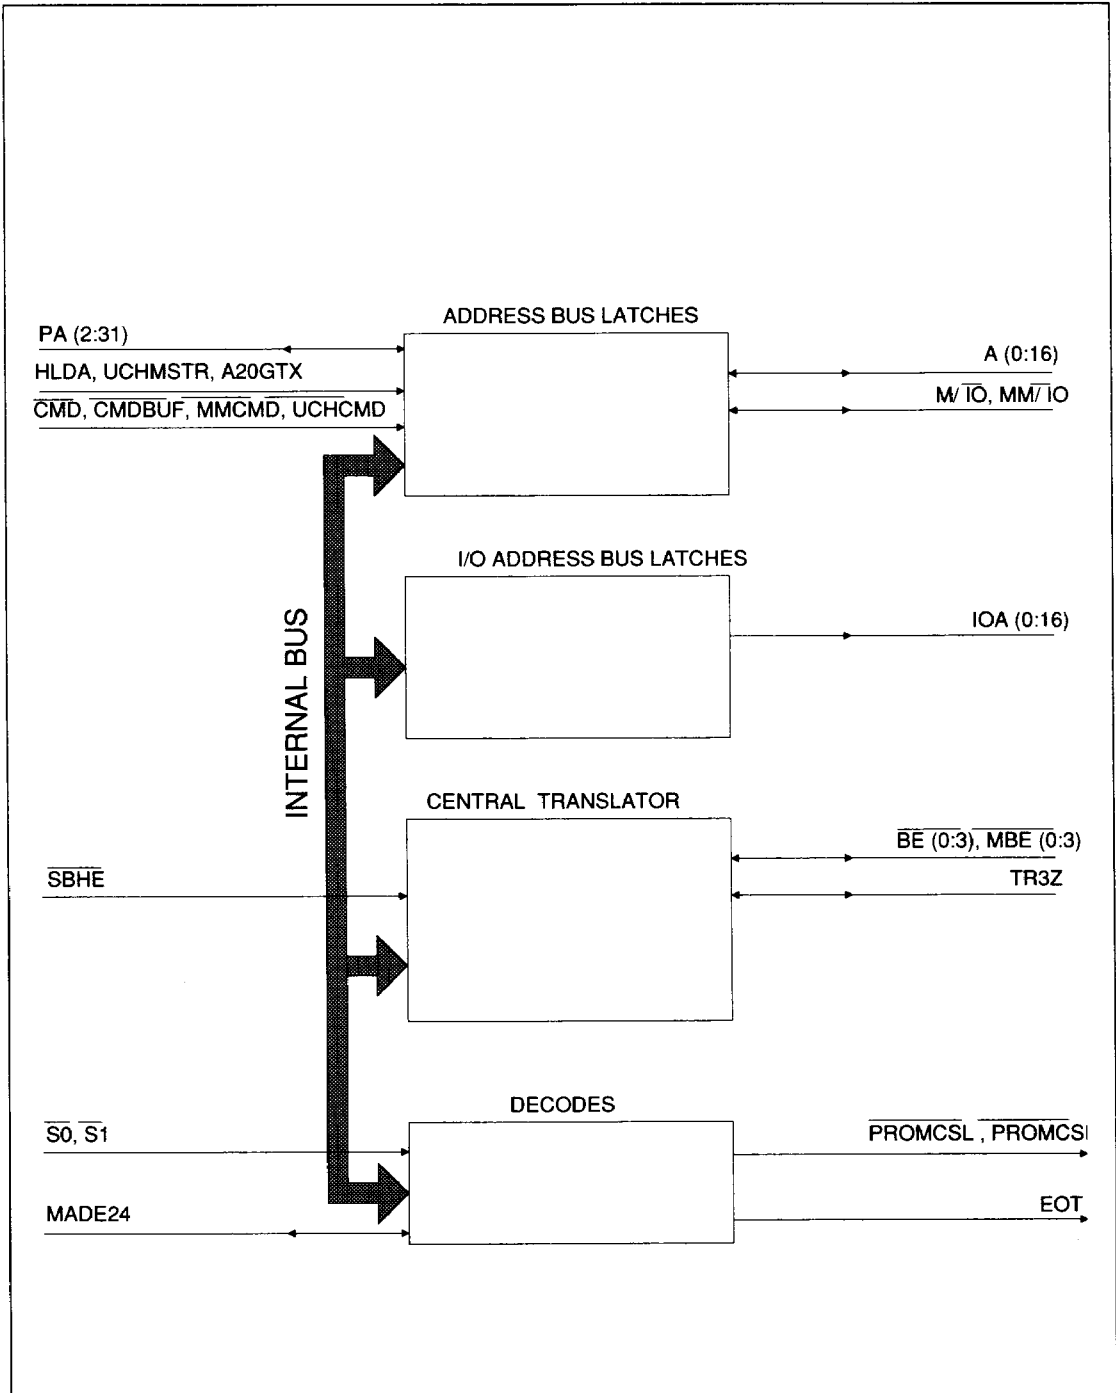 ADDRESS BUS LATCHES
PA (2:31)
A (0:16)
HLDA, UCHMSTR, A20GTX
M/ IO, MM/ IO
CMD, CMDBUF, MMCMD, UCHCMD
I/O ADDRESS BUS LATCHES
IOA (0:16)
INTERNAL BUS
CENTRAL TRANSLATOR
BE (0:3), MBE (0:3)
SBHE
TR3Z
DECODES
S0, S1
PROMCSL , PROMCS
MADE24
EOT